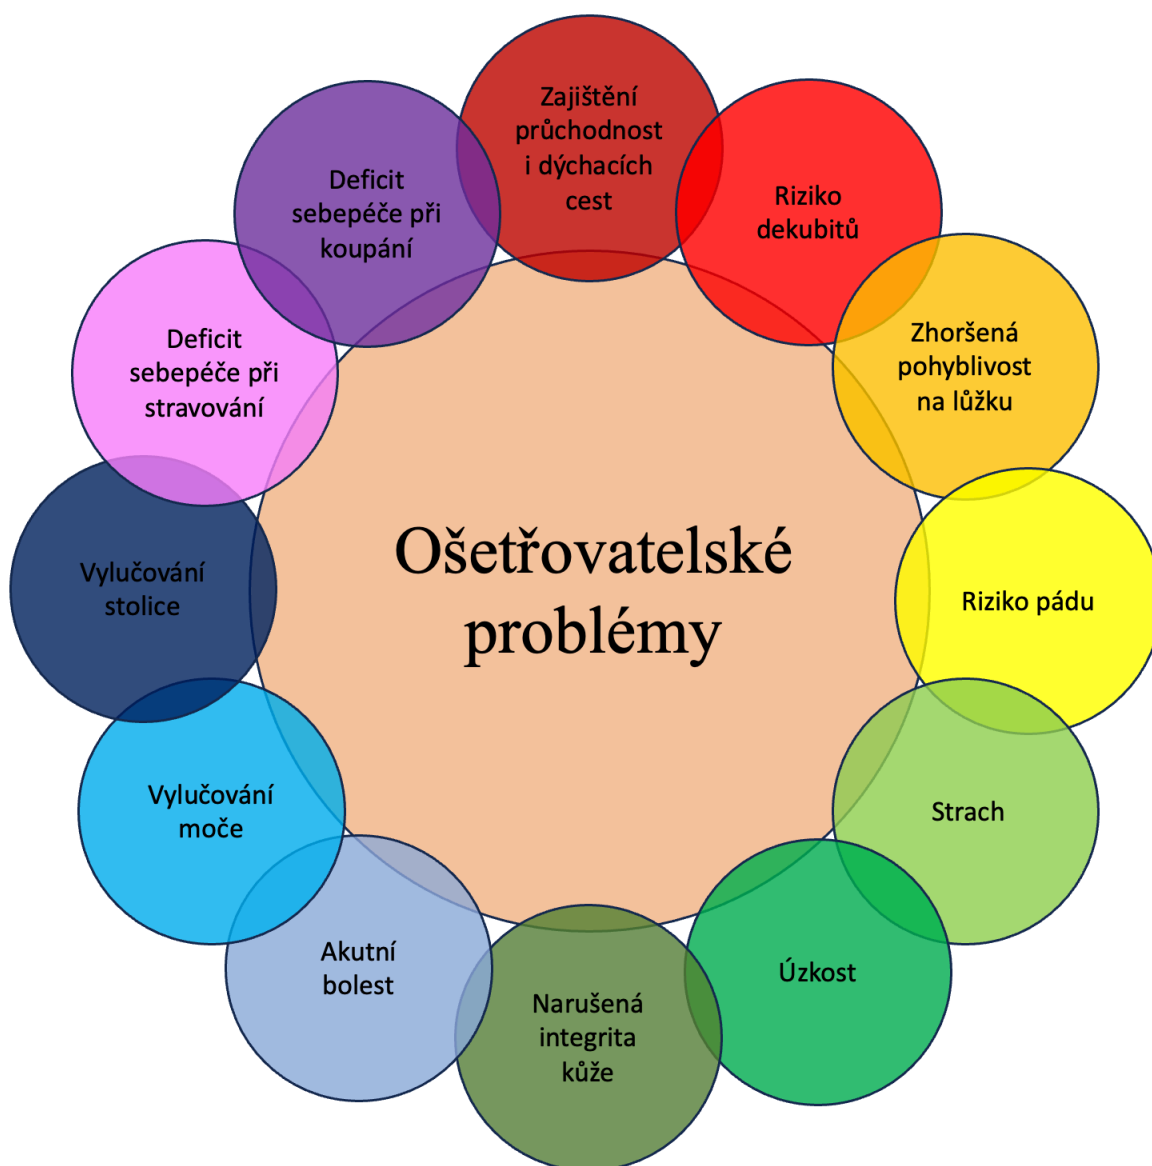 Zajištění
průchodnost
i dýchacích
cest
Riziko
dekubitů
Zhoršená
pohyblivost
na lůžku
Riziko pádu
Strach
Úzkost
Narušená
integrita
kůže
Akutní
bolest
Vylučování
moče
Vylučování
stolice
Deficit
sebepéče při
stravování
Deficit
sebepéče při
koupání
Ošetřovatelské
problémy